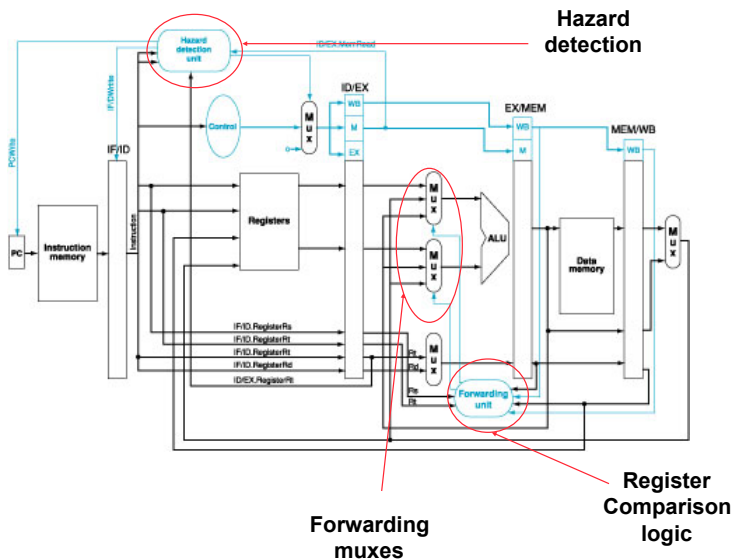 Hazard
detection
Hazard
detection
unit
ID/EX.MemRead
IF/DWrite
PCWrite
ID/EX
EX/MEM
MEM/WB
IF/ID
Control
M
u
x
0
WB
M
EX
WB
M
WB
PC
Instruction
memory
Instruction
Registers
M
u
x
M
u
x
ALU
Data
memory
M
u
x
IF/ID.RegisterRs
IF/ID.RegisterRt
IF/ID.RegisterRt
IF/ID.RegisterRd
ID/EX.RegisterRt
Rt
Rd
M
u
x
Rs
Rt
Forwarding
unit
Register
Comparison
logic
Forwarding
muxes